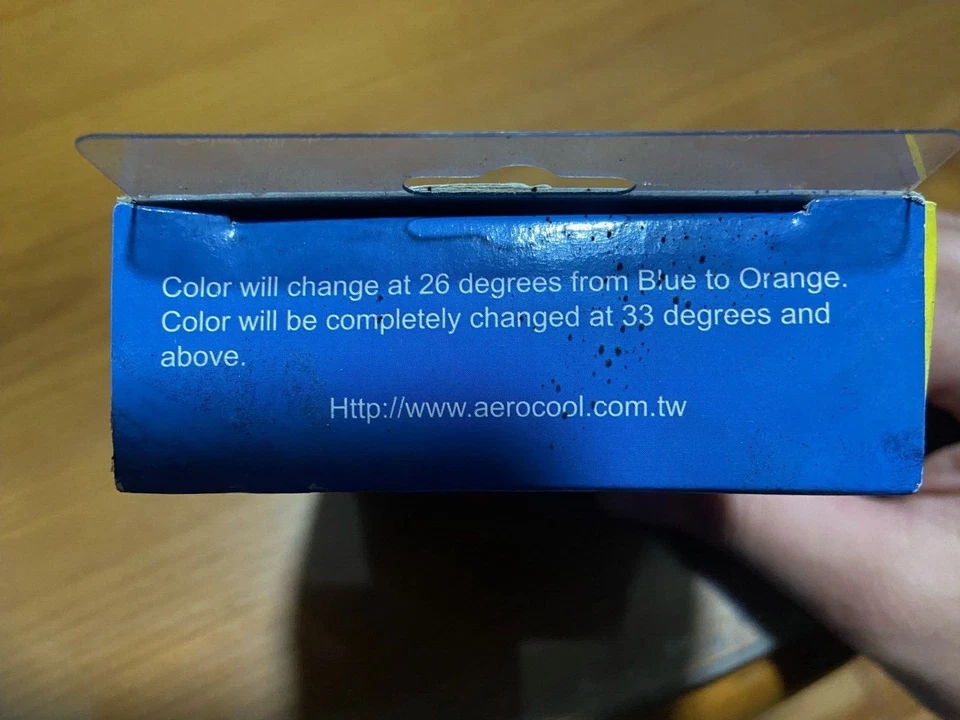 Color will change at 26 degrees from Blue to Orange.
Color will be completely changed at 33 degrees and
above.
Http://www.aerocool.com.tw